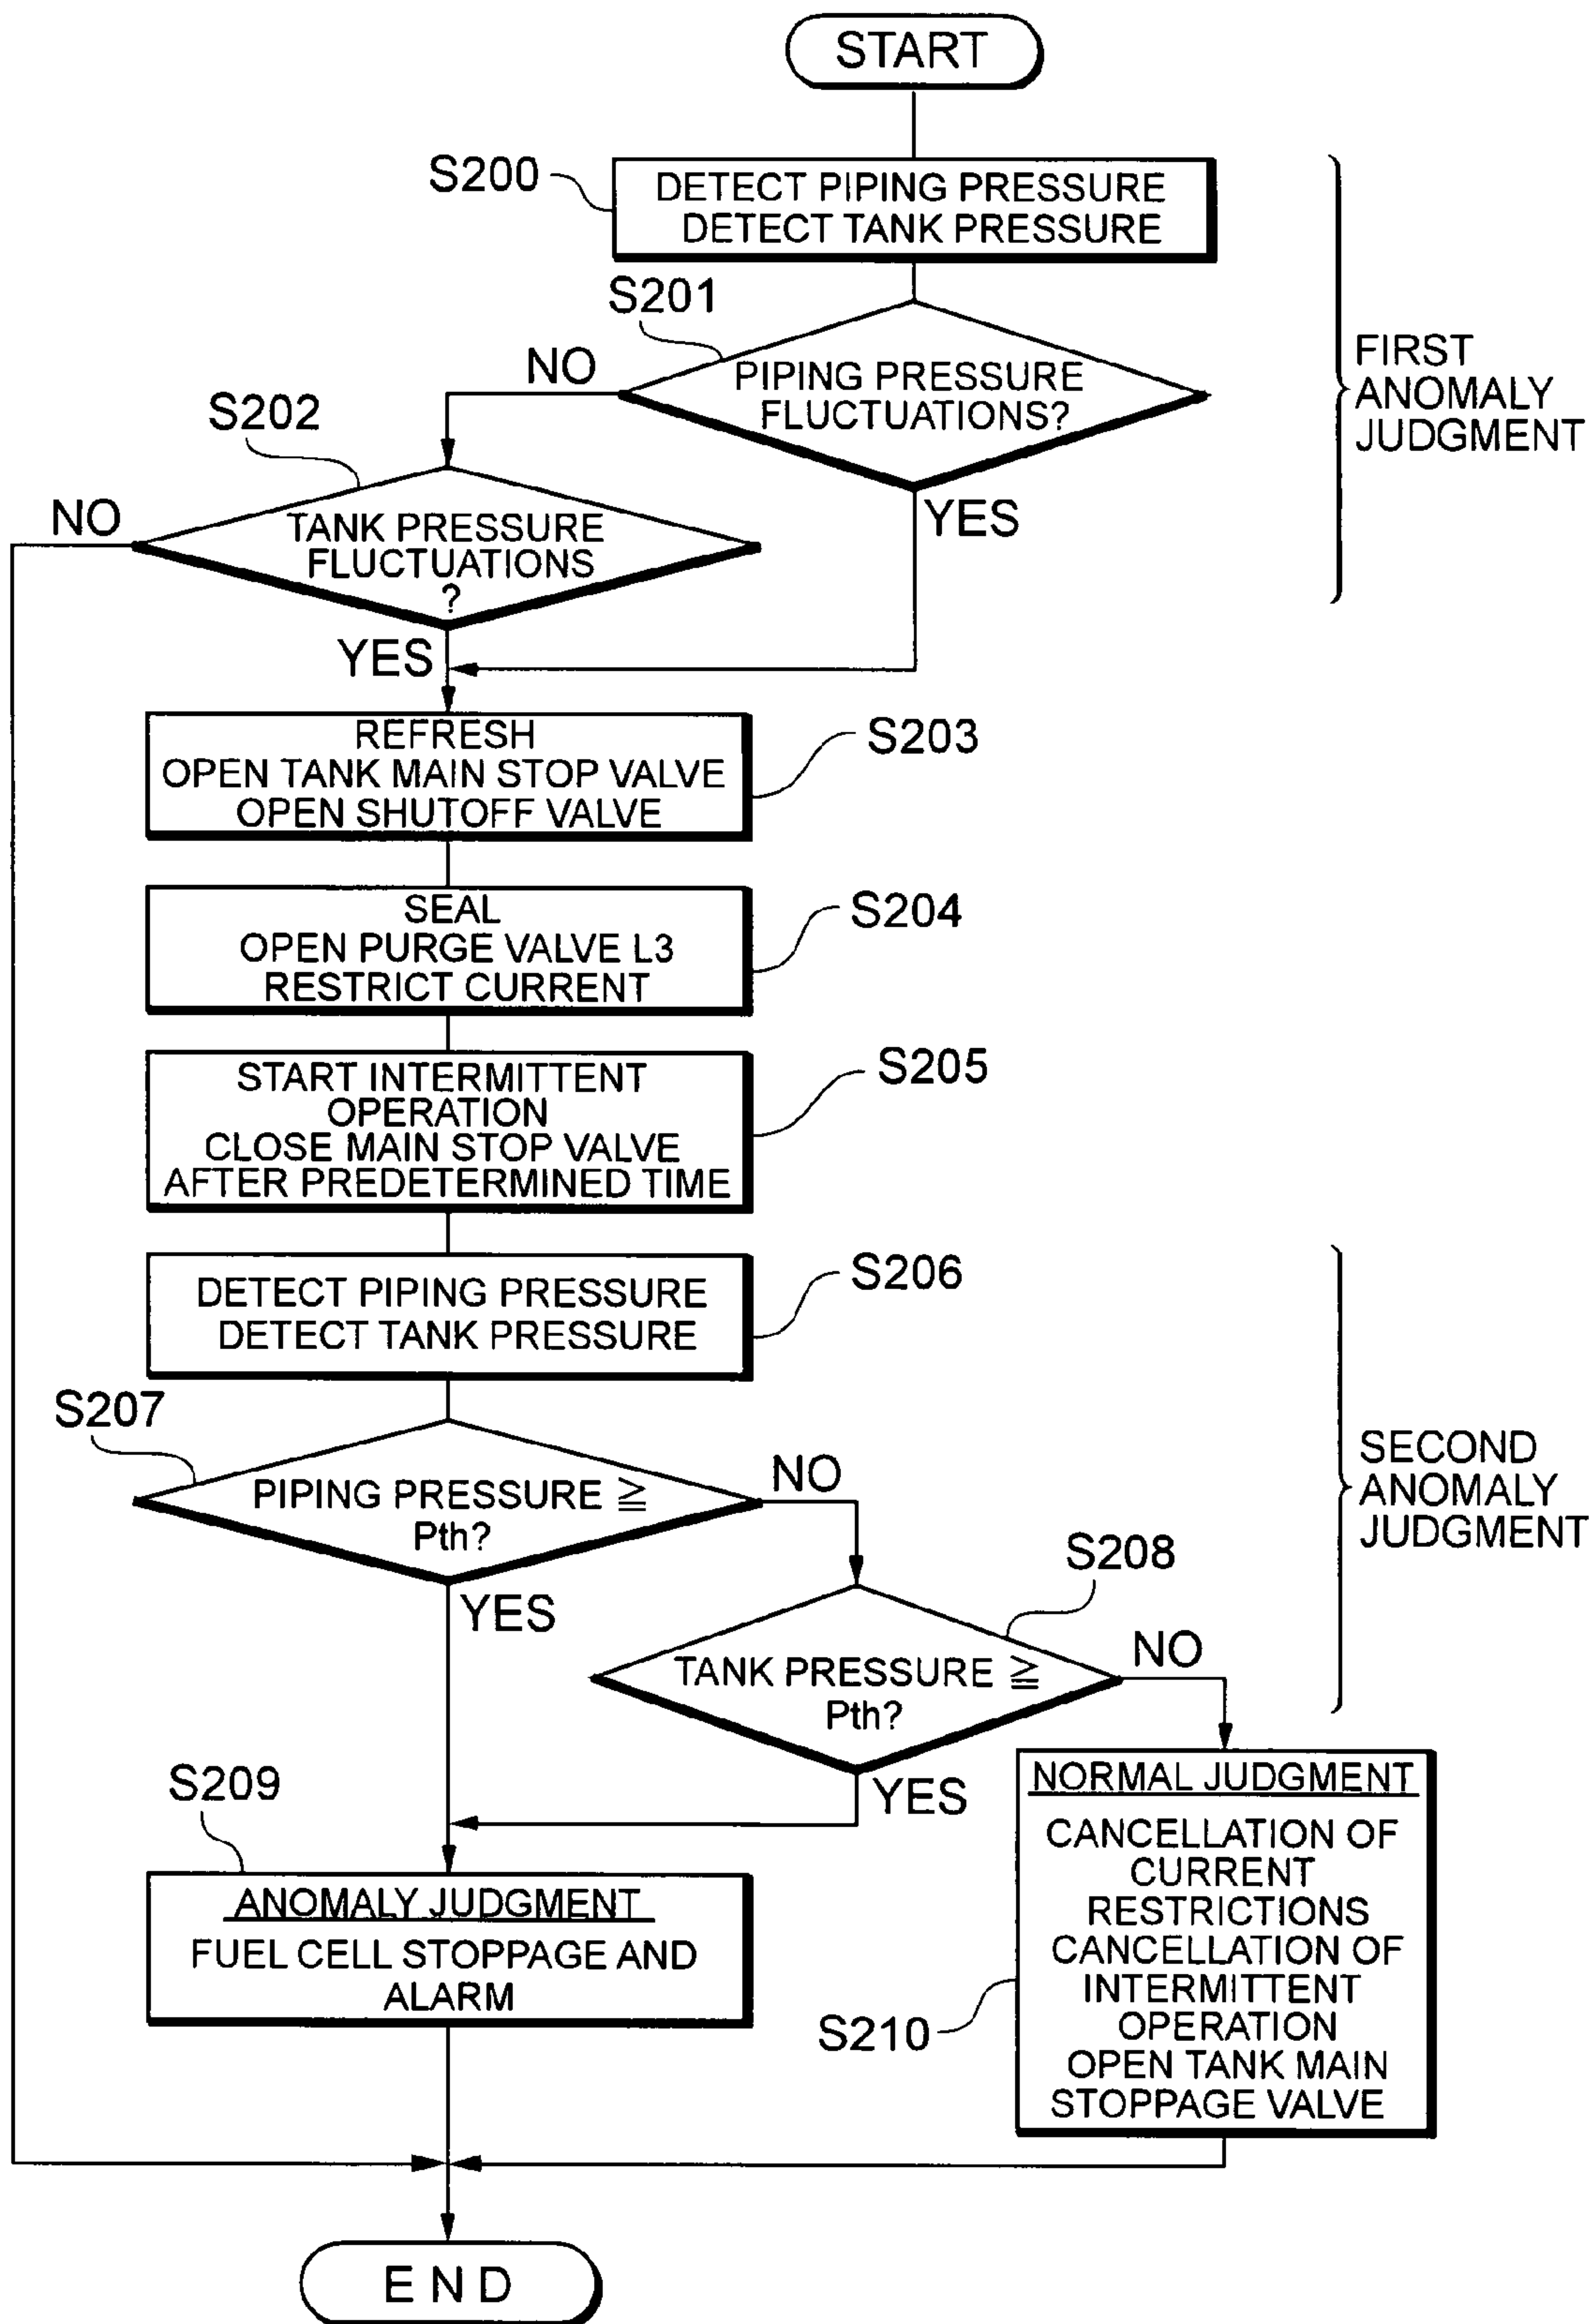 START
S200
DETECT PIPING PRESSURE
DETECT TANK PRESSURE
S201
PIPING PRESSURE
FLUCTUATIONS?
NO
YES
FIRST
ANOMALY
JUDGMENT
S202
NO
TANK PRESSURE
FLUCTUATIONS
?
YES
REFRESH
OPEN TANK MAIN STOP VALVE
OPEN SHUTOFF VALVE
S203
SEAL
OPEN PURGE VALVE L3
RESTRICT CURRENT
S204
START INTERMITTENT
OPERATION
CLOSE MAIN STOP VALVE
AFTER PREDETERMINED TIME
S205
DETECT PIPING PRESSURE
DETECT TANK PRESSURE
S206
S207
PIPING PRESSURE ≧
Pth?
NO
YES
SECOND
ANOMALY
JUDGMENT
S208
TANK PRESSURE ≧
Pth?
NO
YES
S209
ANOMALY JUDGMENT
FUEL CELL STOPPAGE AND
ALARM
NORMAL JUDGMENT
CANCELLATION OF
CURRENT
RESTRICTIONS
CANCELLATION OF
INTERMITTENT
OPERATION
OPEN TANK MAIN
STOPPAGE VALVE
S210
END